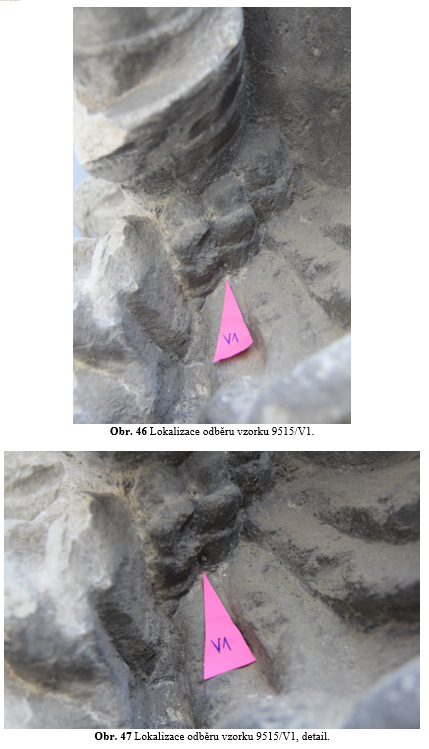 V1
Obr. 46 Lokalizace odběru vzorku 9515/V1.
V1
Obr. 47 Lokalizace odběru vzorku 9515/V1, detail.